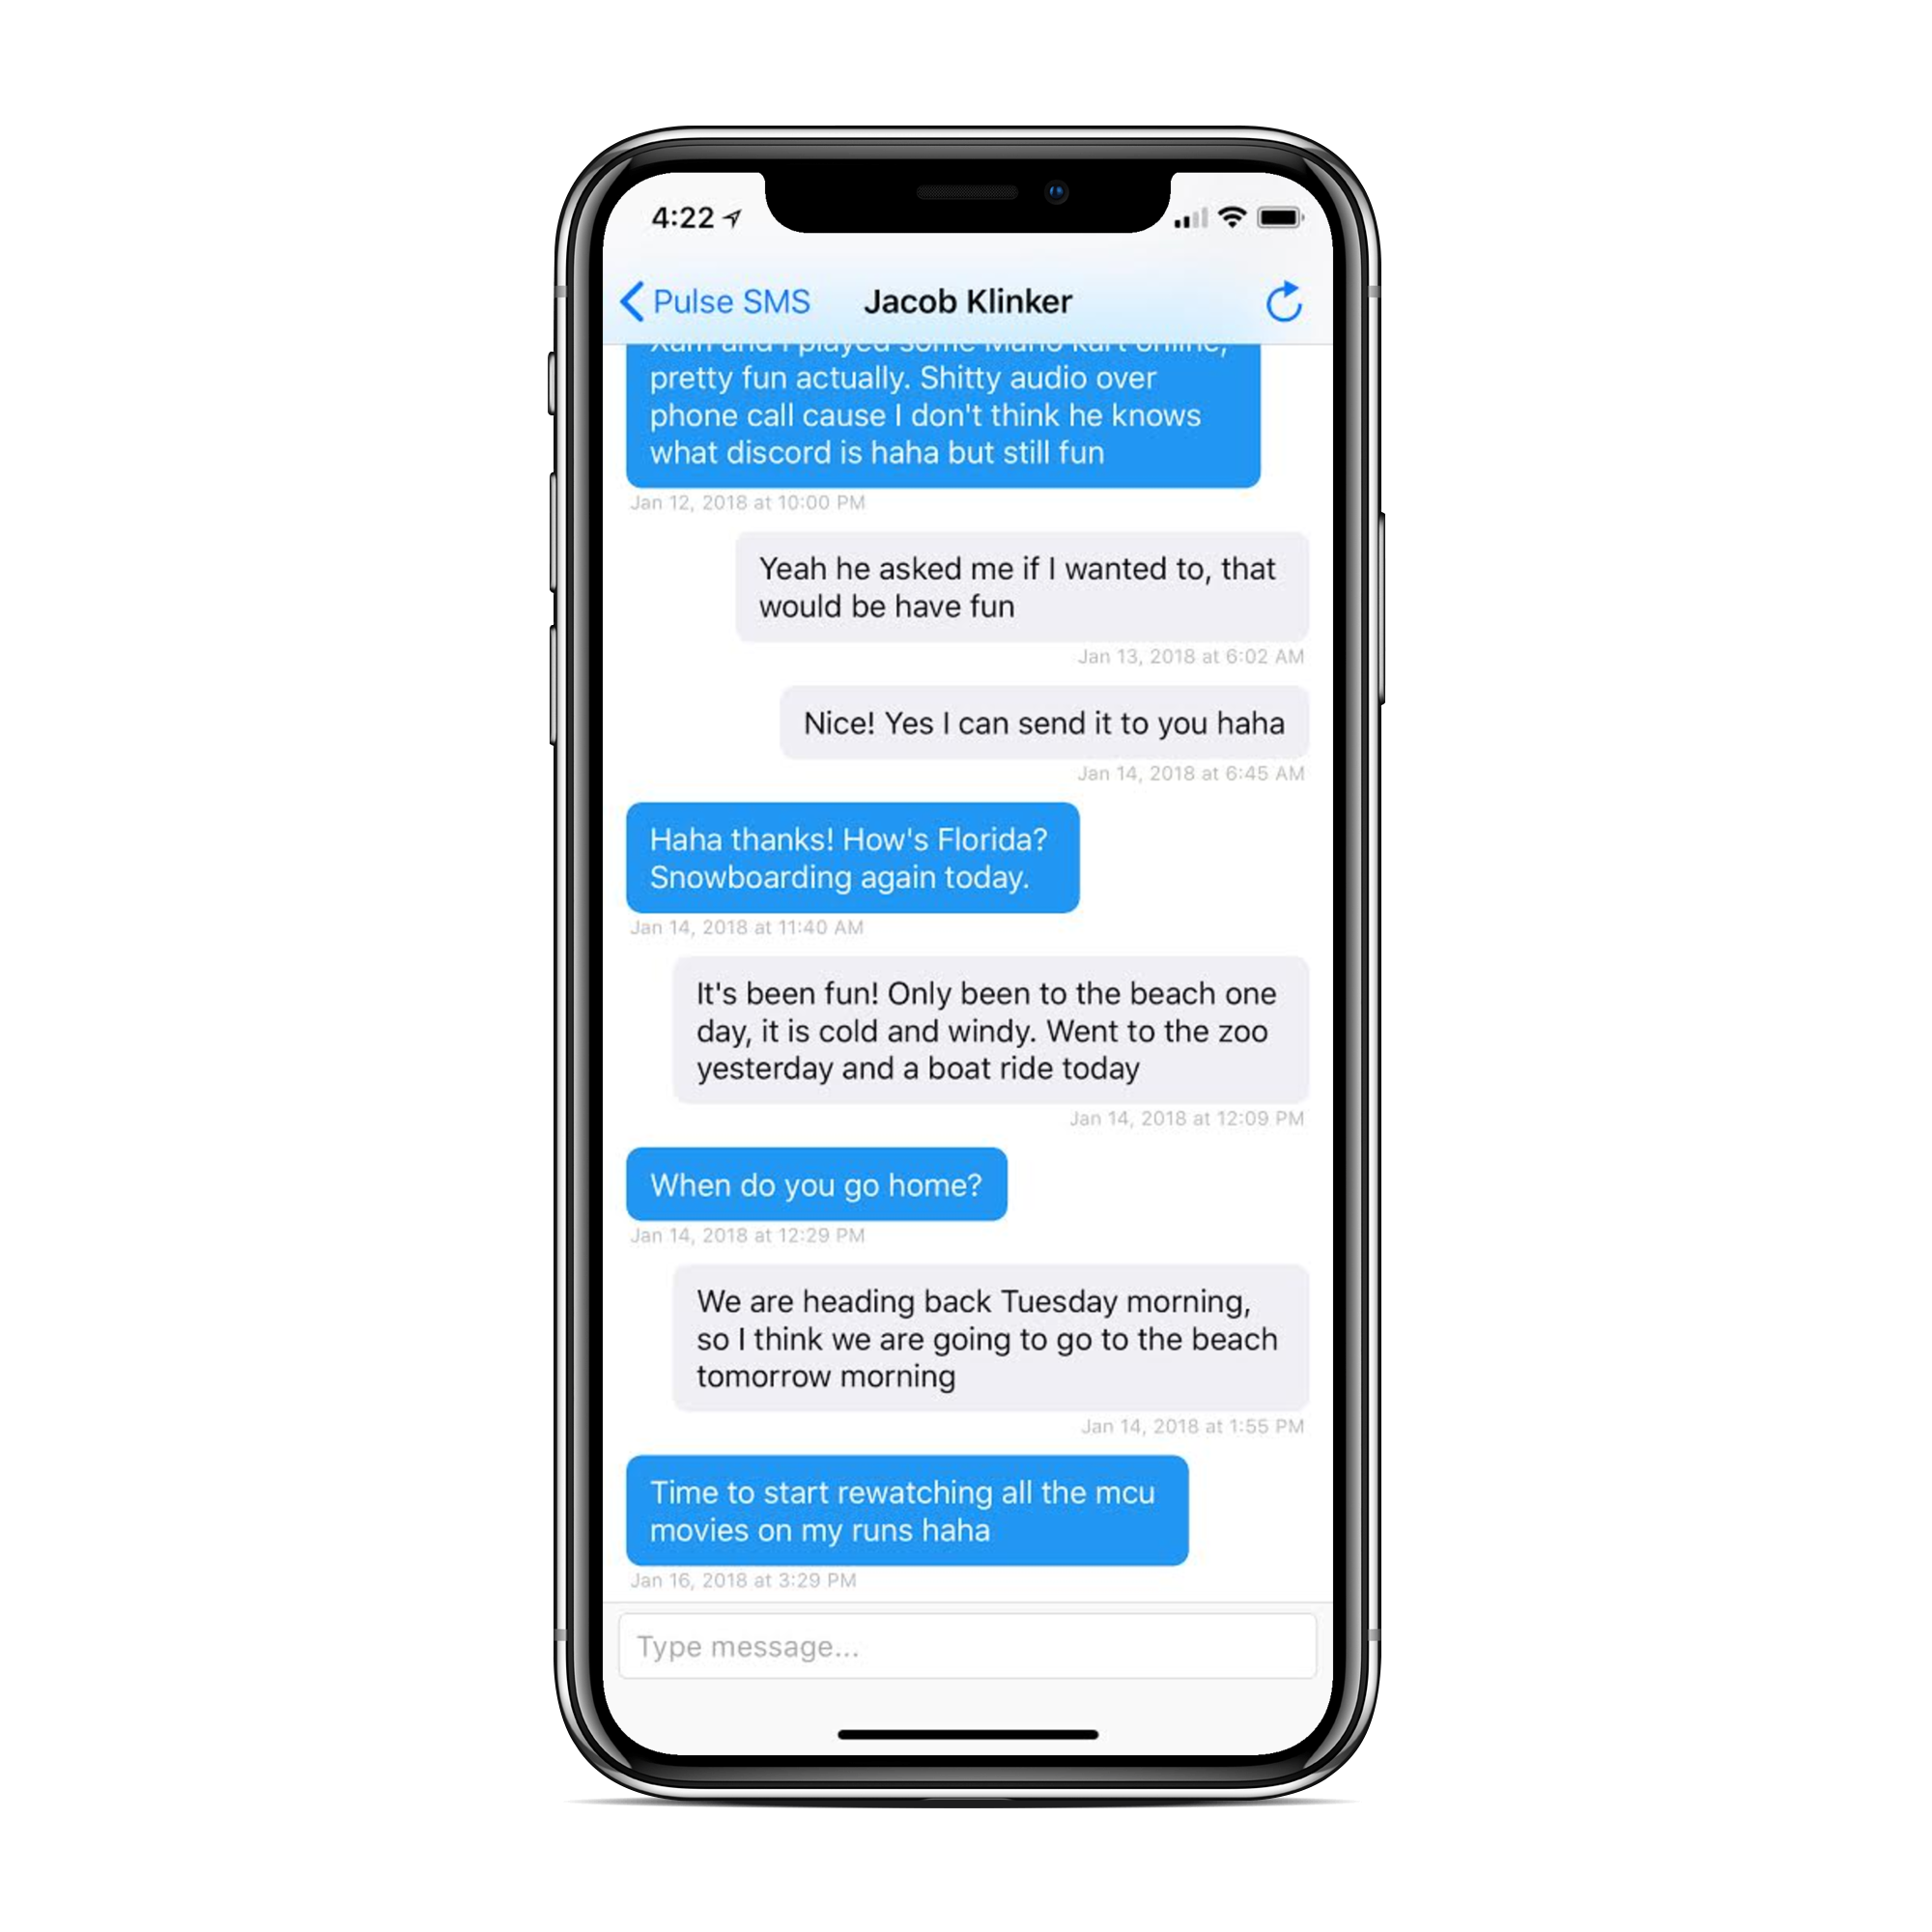 4:22
Pulse SMS Jacob Klinker
and I played some Mario Kart online,
pretty fun actually. Shitty audio over
phone call cause I don't think he knows
what discord is haha but still fun
Jan 12, 2018 at 10:00 PM
Yeah he asked me if I wanted to, that
would be have fun
Jan 13, 2018 at 6:02 AM
Nice! Yes I can send it to you haha
Jan 14, 2018 at 6:45 AM
Haha thanks! How's Florida?
Snowboarding again today.
Jan 14, 2018 at 11:40 AM
It's been fun! Only been to the beach one
day, it is cold and windy. Went to the zoo
yesterday and a boat ride today
Jan 14, 2018 at 12:09 PM
When do you go home?
Jan 14, 2018 at 12:29 PM
We are heading back Tuesday morning,
so I think we are going to go to the beach
tomorrow morning
Jan 14, 2018 at 1:55 PM
Time to start rewatching all the mcu
movies on my runs haha
Jan 16, 2018 at 3:29 PM
Type message...